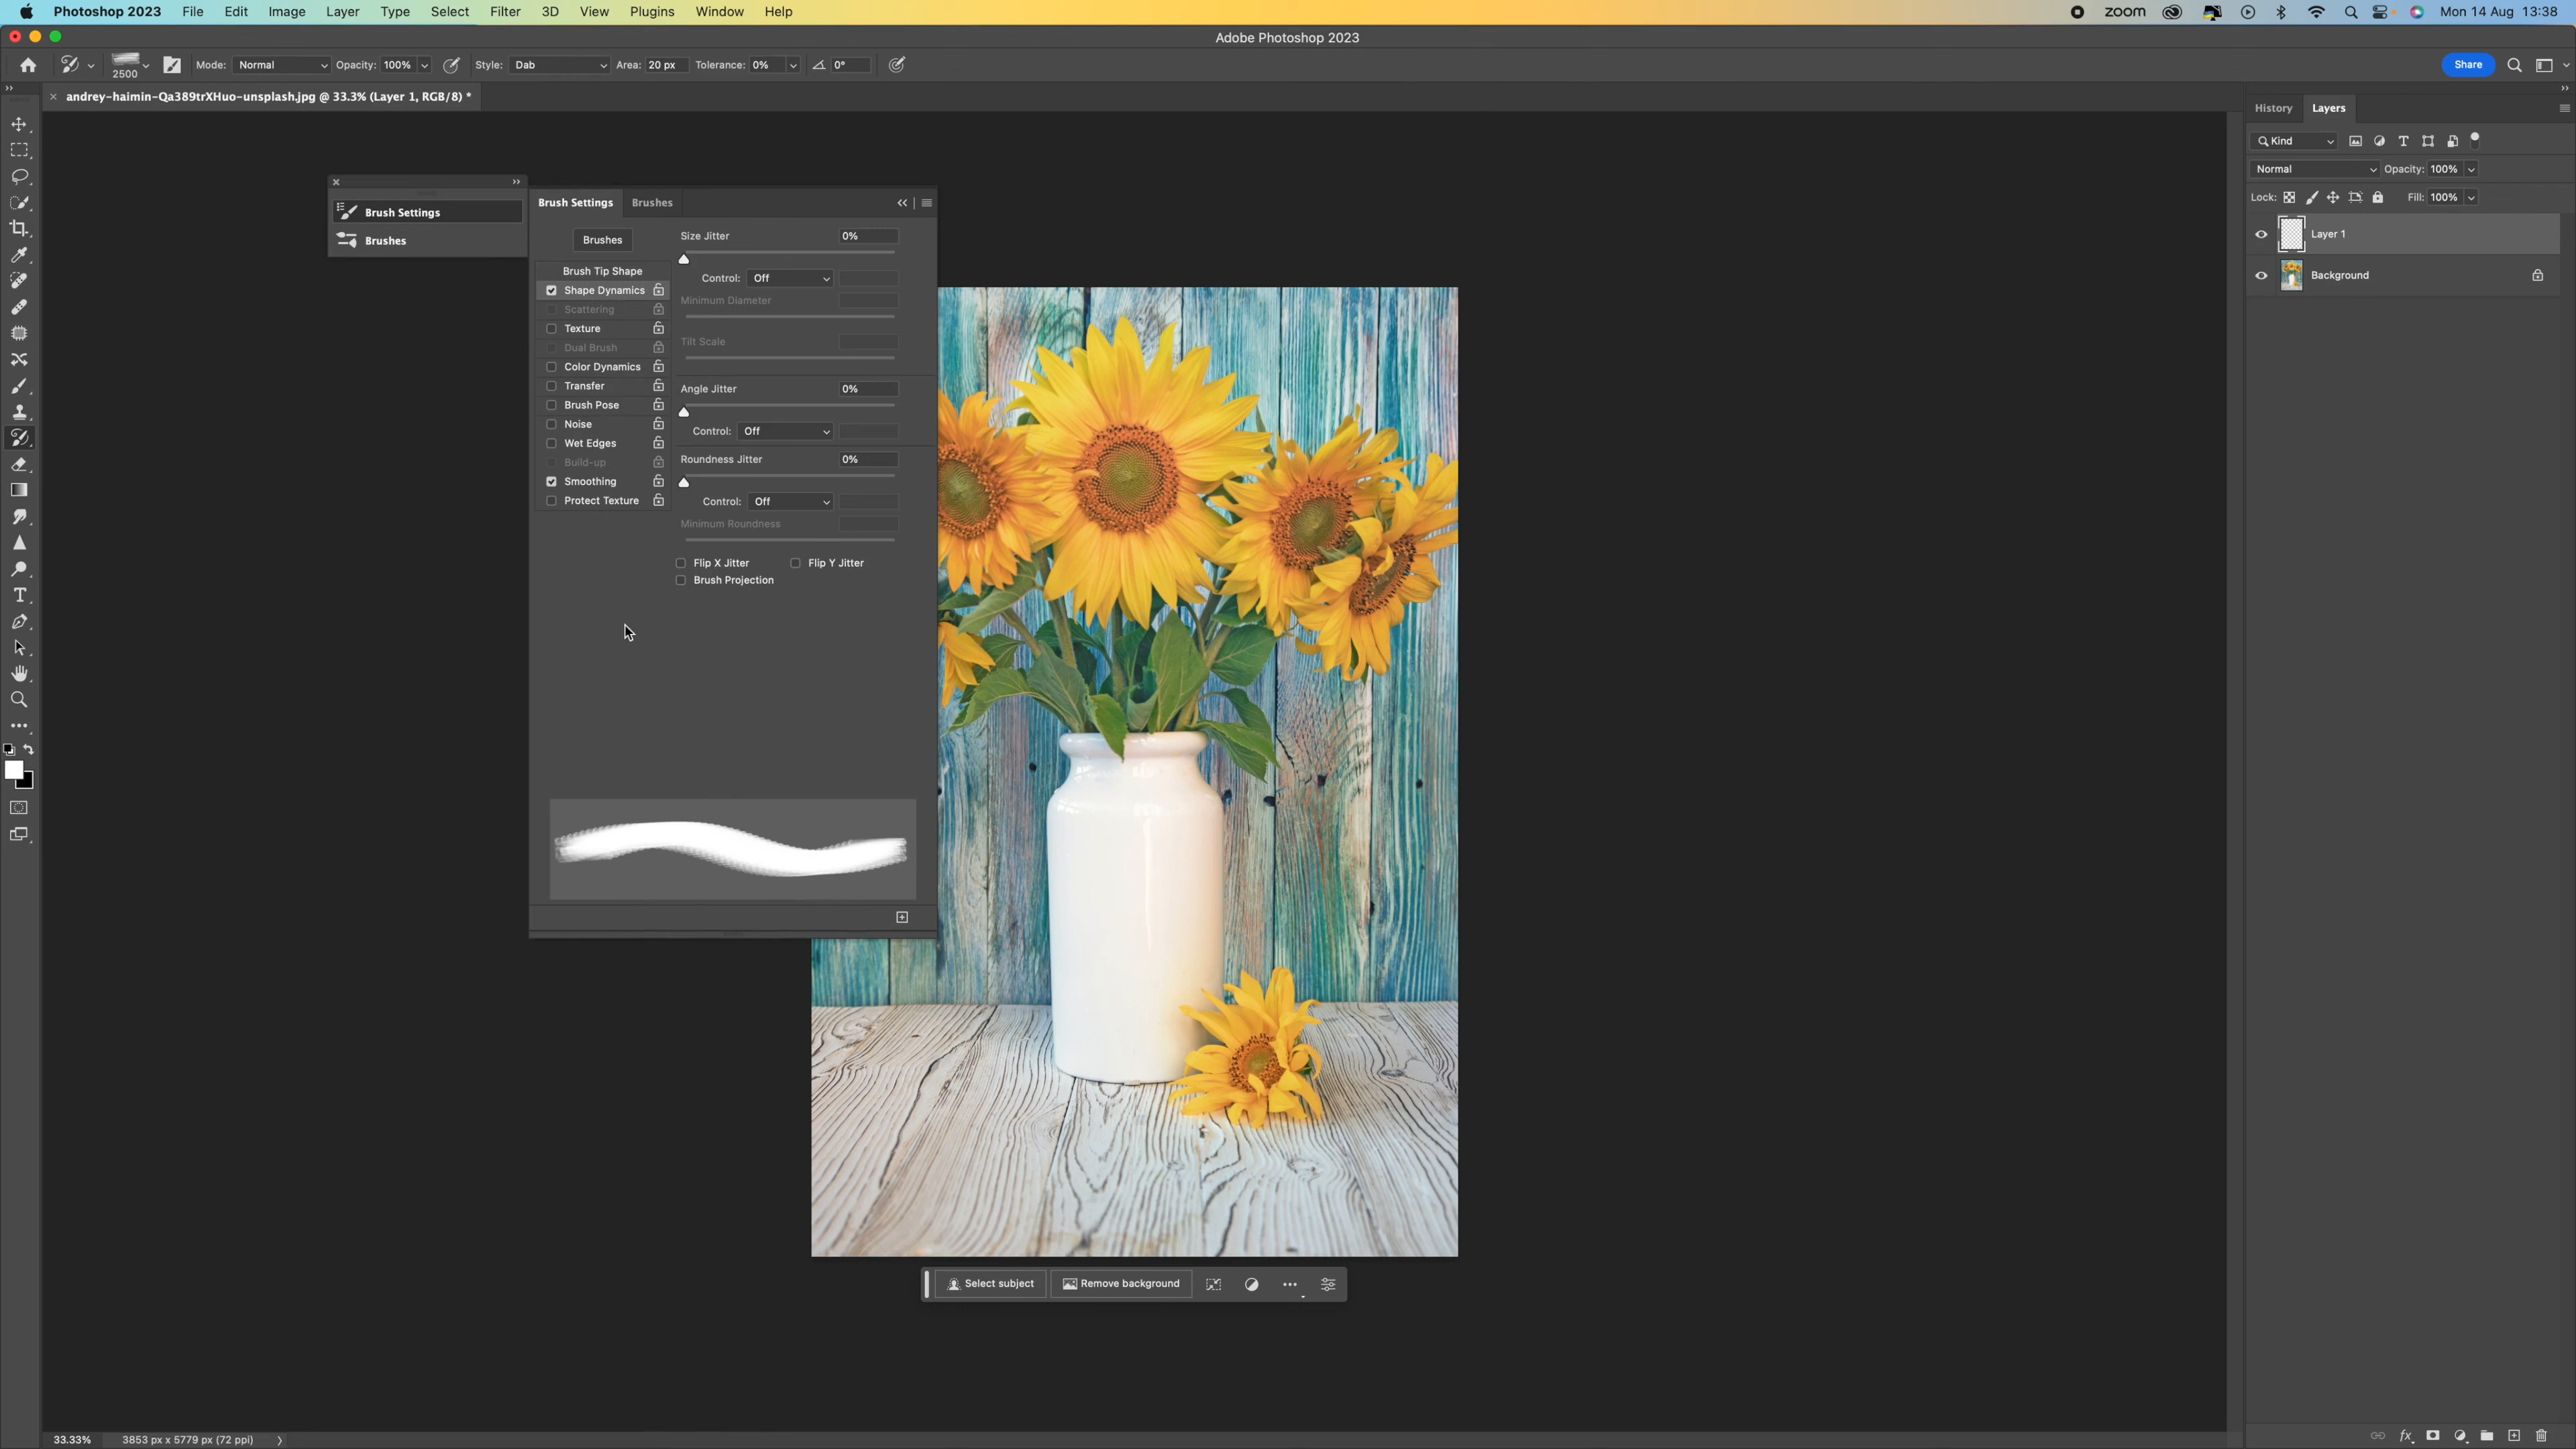 Photoshop 2023 File Edit Image Layer Type Select Filter 3D View Plugins Window Help zoom Mon 14 Aug 13:38
Adobe Photoshop 2023
2500 Mode: Normal Opacity: 100% Style: Dab Area: 20 px Tolerance: 0% 0° Share
andrey-haimin-Qa389trXHuo-unsplash.jpg @ 33.3% (Layer 1, RGB/8) *
Brush Settings
Brushes
Brush Settings Brushes
Brushes
Brush Tip Shape
Shape Dynamics
Scattering
Texture
Dual Brush
Color Dynamics
Transfer
Brush Pose
Noise
Wet Edges
Build-up
Smoothing
Protect Texture
Size Jitter 0%
Control: Off
Minimum Diameter
Tilt Scale
Angle Jitter 0%
Control: Off
Roundness Jitter 0%
Control: Off
Minimum Roundness
Flip X Jitter Flip Y Jitter
Brush Projection
Select subject Remove background
History Layers
Kind
Normal Opacity: 100%
Lock: Fill: 100%
Layer 1
Background
fx
33.33% 3853 px x 5779 px (72 ppi)